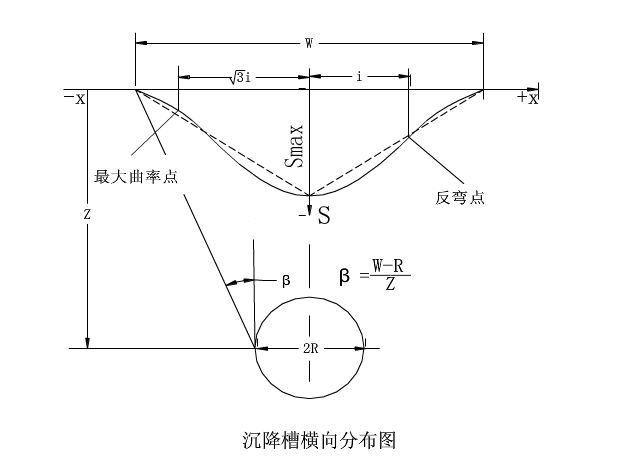 W
√3i
i
-x
+x
Smax
最大曲率点
反弯点
Z
S
β
β =W-R/Z
2R
沉降槽横向分布图